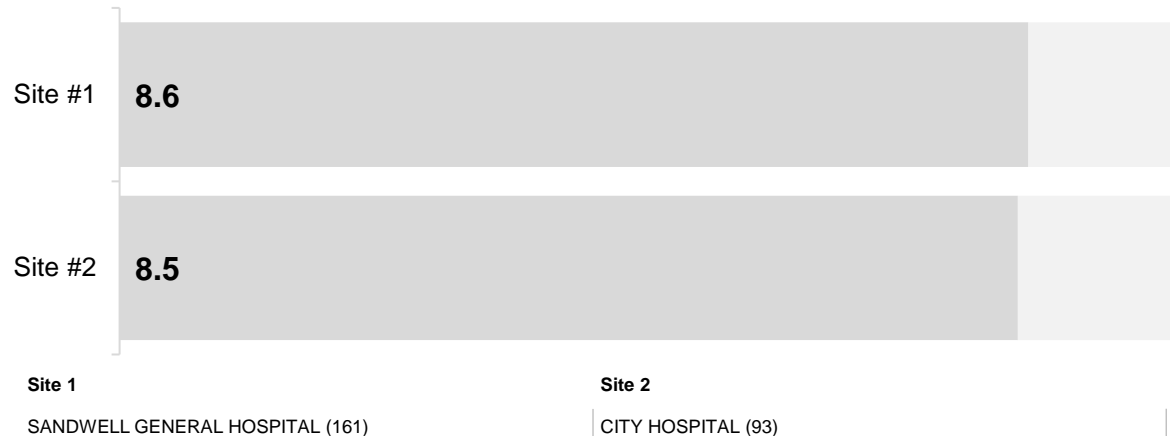 Site #1 8.6
Site #2 8.5
Site 1 Site 2
SANDWELL GENERAL HOSPITAL (161) CITY HOSPITAL (93)